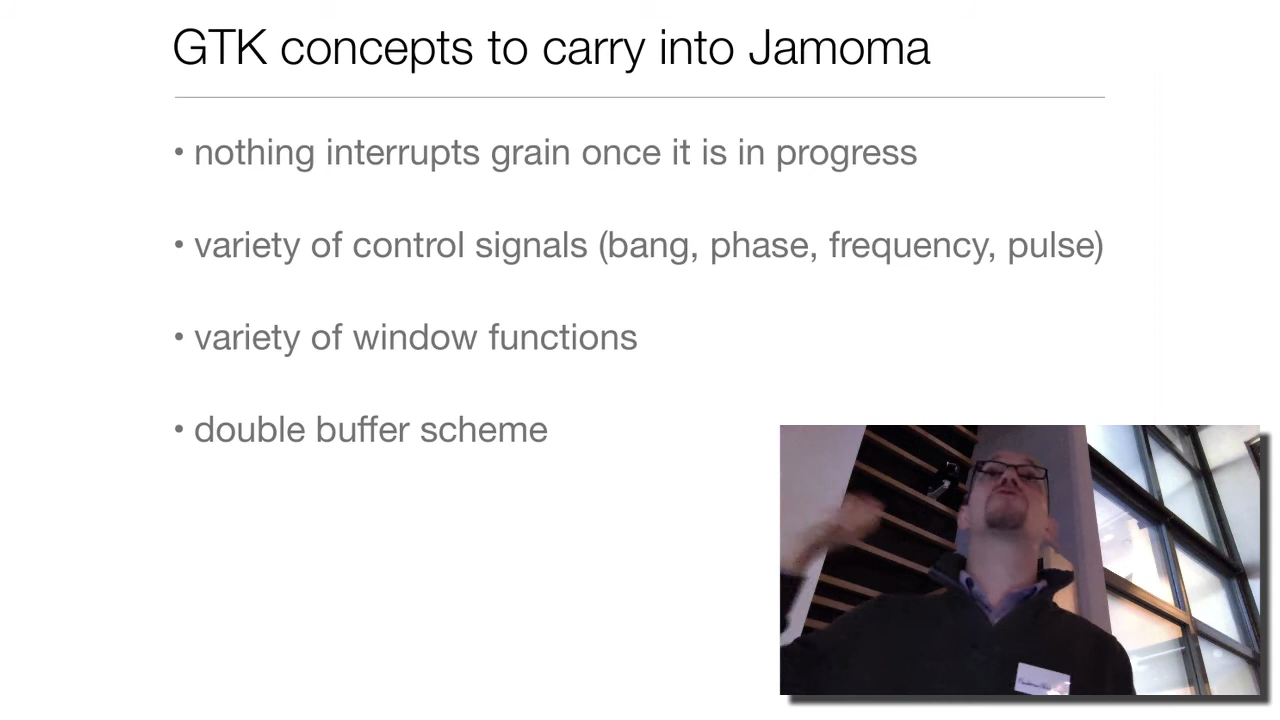 GTK concepts to carry into Jamoma
• nothing interrupts grain once it is in progress
• variety of control signals (bang, phase, frequency, pulse)
• variety of window functions
• double buffer scheme